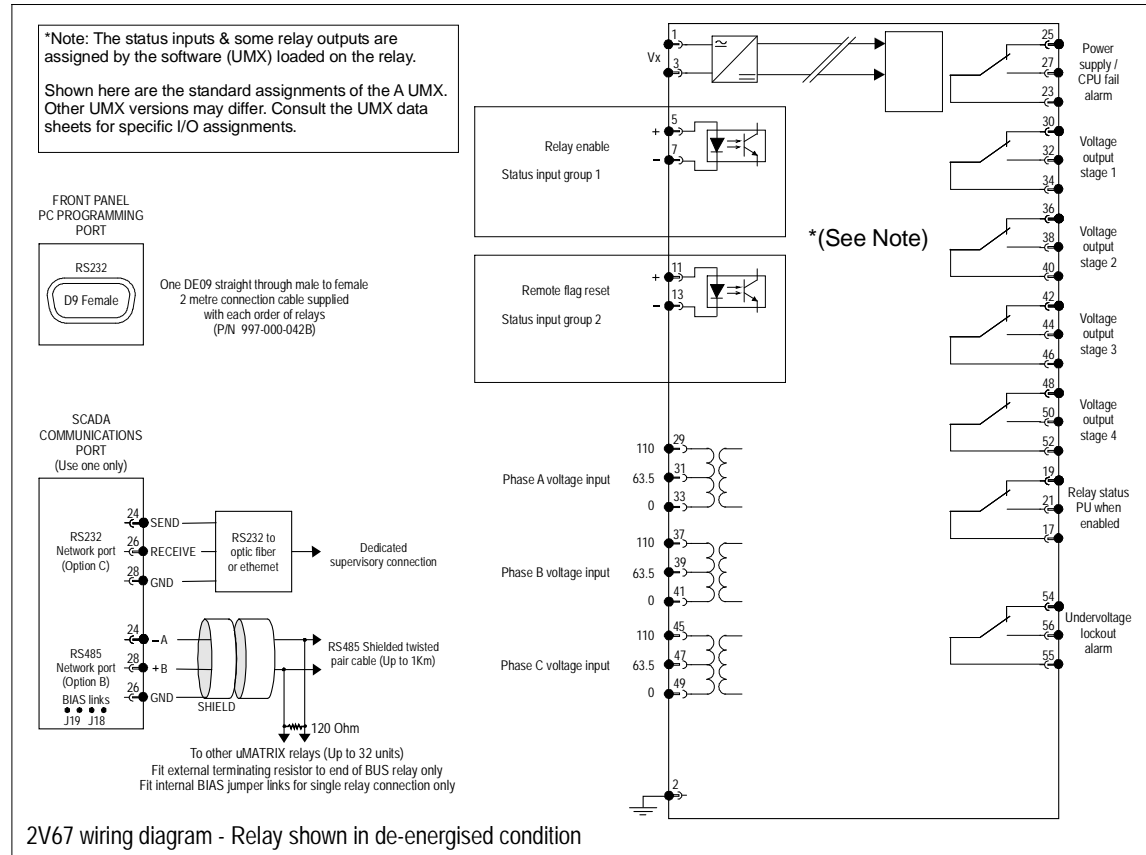 *Note: The status inputs & some relay outputs are
assigned by the software (UMX) loaded on the relay.
Shown here are the standard assignments of the A UMX.
Other UMX versions may differ. Consult the UMX data
sheets for specific I/O assignments.
FRONT PANEL
PC PROGRAMMING
PORT
RS232
D9 Female
One DE09 straight through male to female
2 metre connection cable supplied
with each order of relays
(P/N 997-000-042B)
SCADA
COMMUNICATIONS
PORT
(Use one only)
RS232
Network port
(Option C)
24
SEND
26
RECEIVE
28
GND
RS232 to
optic fiber
or ethernet
Dedicated
supervisory connection
RS485
Network port
(Option B)
BIAS links
J19 J18
24
-A
28
+B
26
GND
SHIELD
RS485 Shielded twisted
pair cable (Up to 1Km)
120 Ohm
To other uMATRIX relays (Up to 32 units)
Fit external terminating resistor to end of BUS relay only
Fit internal BIAS jumper links for single relay connection only
Vx
1
3
Relay enable
Status input group 1
+
5
-
7
*(See Note)
Remote flag reset
Status input group 2
+
11
-
13
Phase A voltage input
110
29
63.5
31
0
33
Phase B voltage input
110
37
63.5
39
0
41
Phase C voltage input
110
45
63.5
47
0
49
2
25
27
23
Power
supply /
CPU fail
alarm
30
32
34
Voltage
output
stage 1
36
38
40
Voltage
output
stage 2
42
44
46
Voltage
output
stage 3
48
50
52
Voltage
output
stage 4
19
21
17
Relay status
PU when
enabled
54
56
55
Undervoltage
lockout
alarm
2V67 wiring diagram - Relay shown in de-energised condition